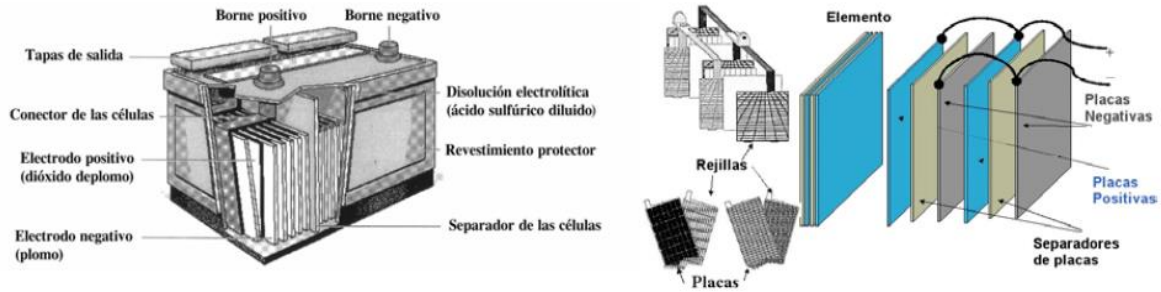 Borne positivo
Borne negativo
Tapas de salida
Conector de las células
Electrodo positivo
(dióxido deplomo)
Electrodo negativo
(plomo)
Disolución electrolítica
(ácido sulfúrico diluido)
Revestimiento protector
Separador de las células
Elemento
Rejillas
Placas
+
−
Placas
Negativas
Placas
Positivas
Separadores
de placas